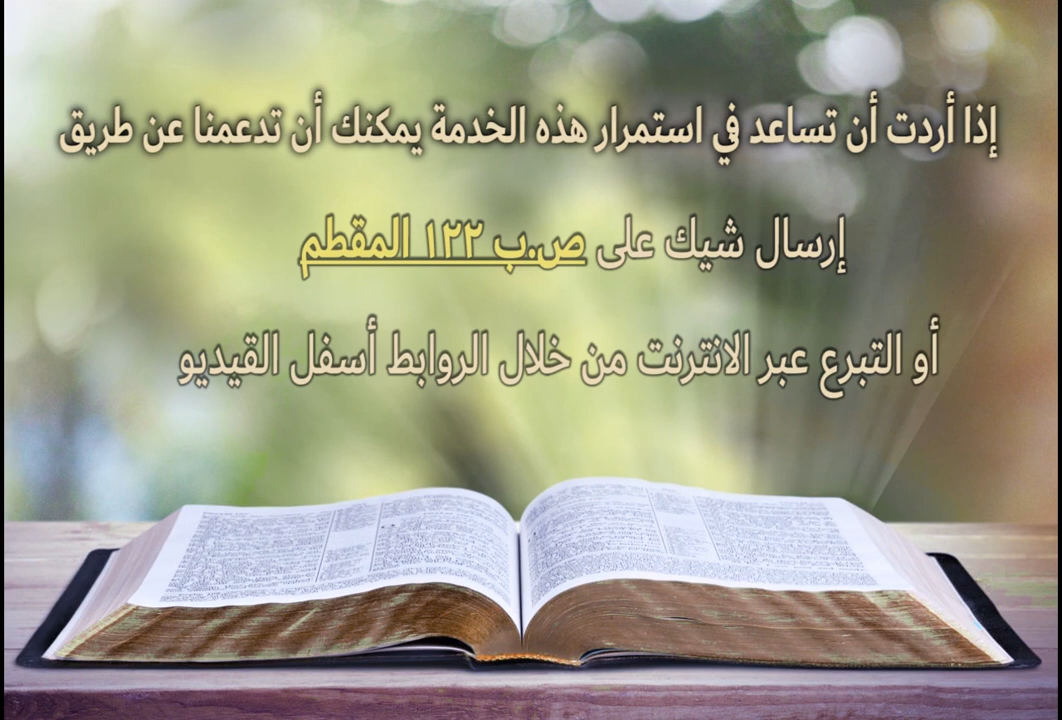 إذا أردت أن تساعد في استمرار هذه الخدمة يمكنك أن تدعمنا عن طريق
إرسال شيك على ص.ب ١٢٢ المقطم
أو التبرع عبر الانترنت من خلال الروابط أسفل الڤيديو